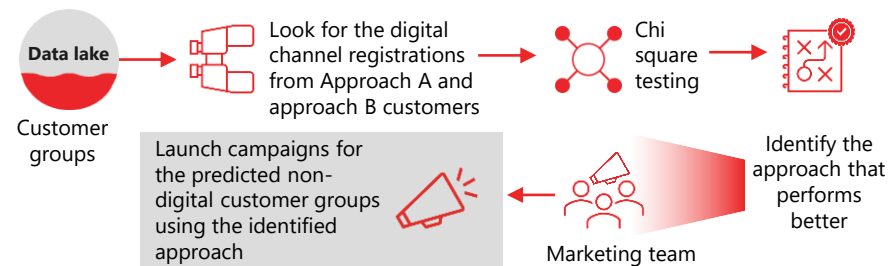 Data lake
Customer
groups
Look for the digital
channel registrations
from Approach A and
approach B customers
Chi
square
testing
Identify the
approach that
performs
better
Marketing team
Launch campaigns for
the predicted non-
digital customer groups
using the identified
approach